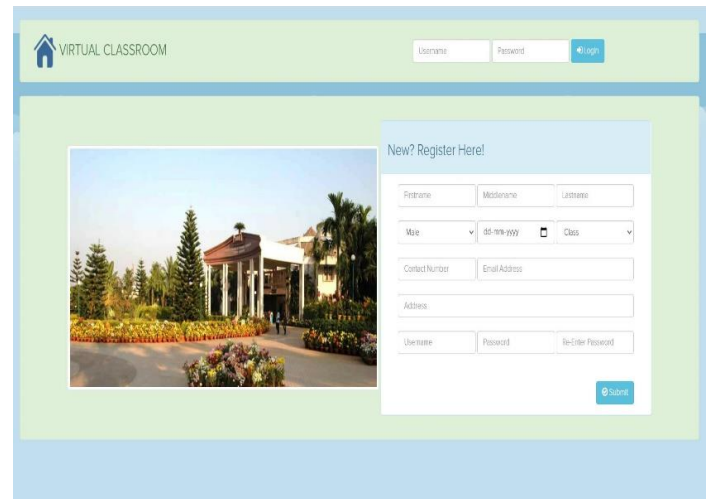 VIRTUAL CLASSROOM
Username Password Login
New? Register Here!
Firstname Middlename Lastname
Male dd-mm-yyyy Class
Contact Number Email Address
Address
Username Password Re-Enter Password
Submit